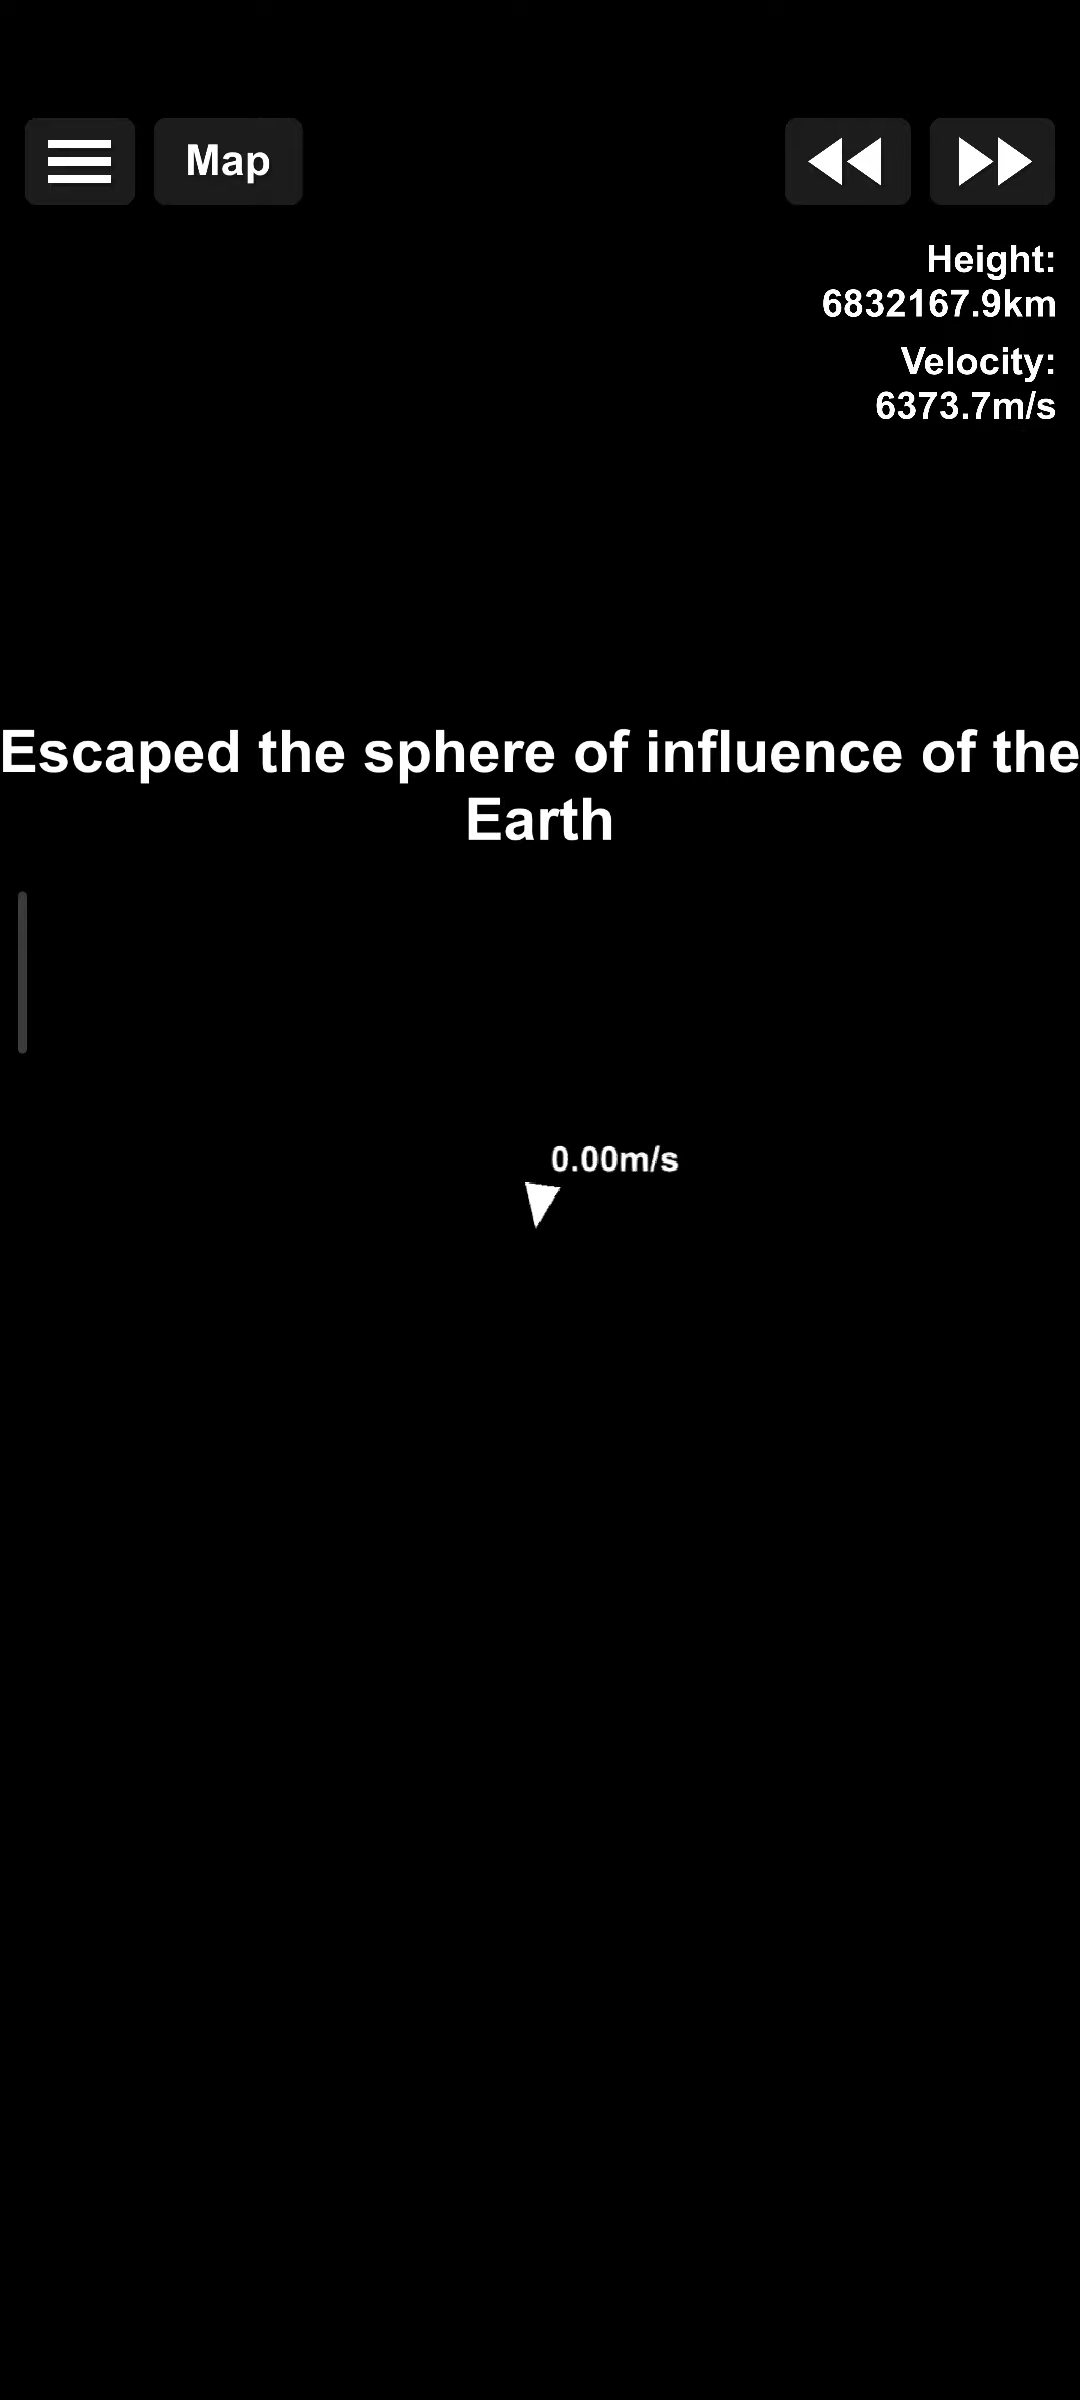 Map
Height:
6832167.9km
Velocity:
6373.7m/s
Escaped the sphere of influence of the
Earth
0.00m/s